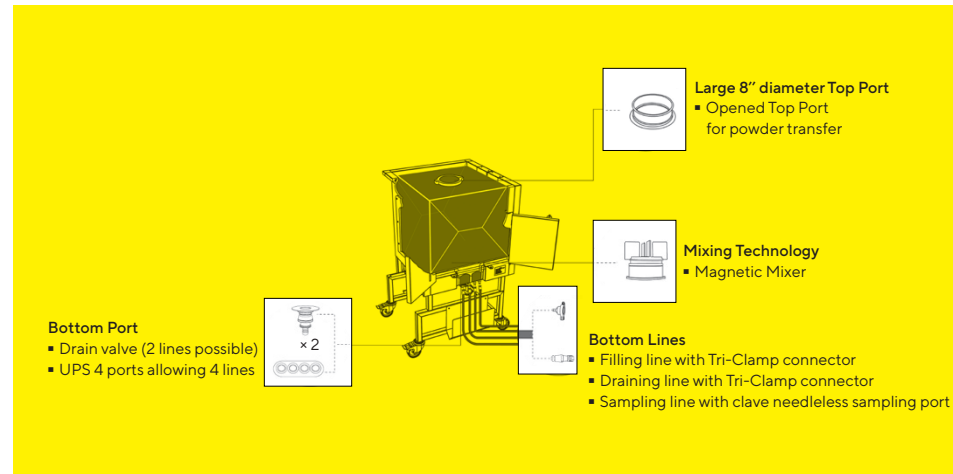 Large 8′′ diameter Top Port
▪ Opened Top Port
for powder transfer
Mixing Technology
▪ Magnetic Mixer
Bottom Port
▪ Drain valve (2 lines possible)
▪ UPS 4 ports allowing 4 lines
× 2
Bottom Lines
▪ Filling line with Tri-Clamp connector
▪ Draining line with Tri-Clamp connector
▪ Sampling line with clave needleless sampling port